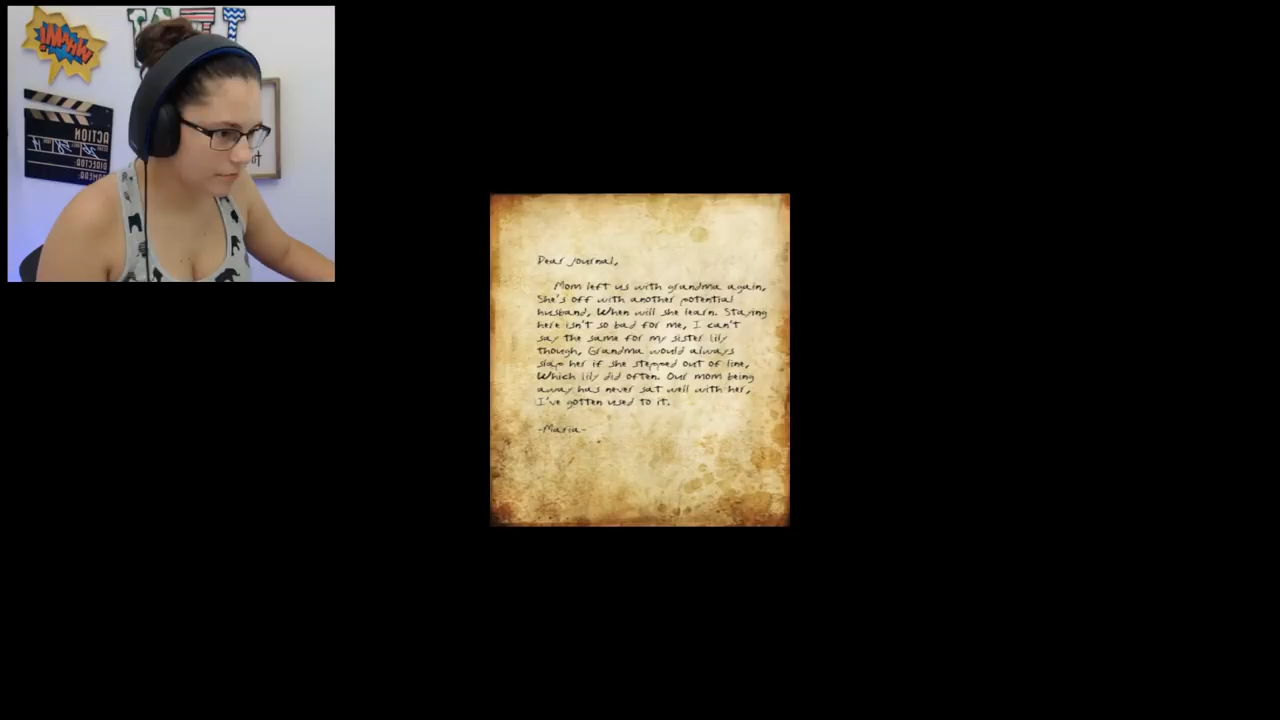 WHAM!
ACTION
DIRECTOR:
Dear journal,
Mom left us with grandma again,
She's off with another potential
husband, When will she learn. Staying
here isn't so bad for me, I can't
say the same for my sister lily
though, Grandma would always
slap her if she stepped out of line,
Which lily did often. Our mom being
away has never sat well with her,
I've gotten used to it.
-Maria-